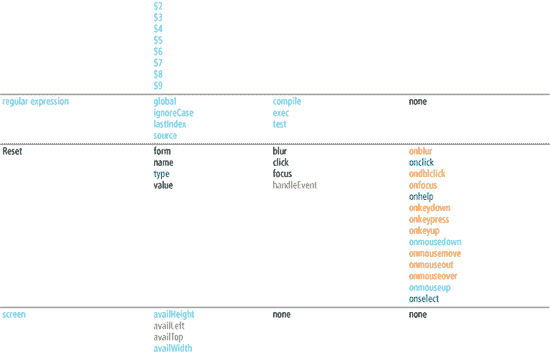 $2
$3
$4
$5
$6
$7
$8
$9
regular expression global compile none
ignoreCase exec
lastIndex test
source
Reset form blur onblur
name click onclick
type focus ondblclick
value handleEvent onfocus
onhelp
onkeydown
onkeypress
onkeyup
onmousedown
onmousemove
onmouseout
onmouseover
onmouseup
onselect
screen availHeight none none
availLeft
availTop
availWidth